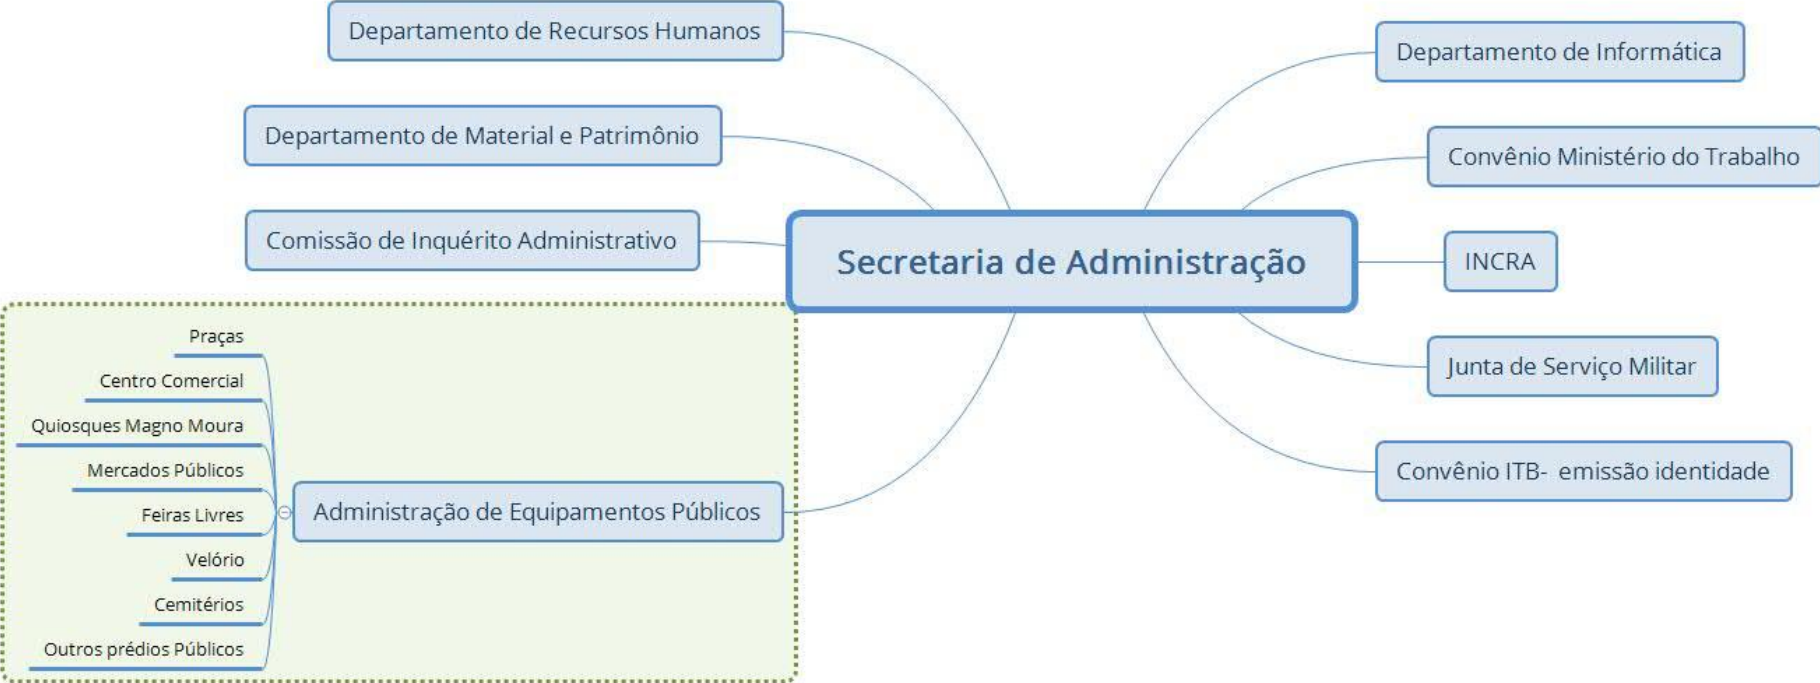 Departamento de Recursos Humanos
Departamento de Material e Patrimônio
Comissão de Inquérito Administrativo
Secretaria de Administração
Departamento de Informática
Convênio Ministério do Trabalho
INCRA
Junta de Serviço Militar
Convênio ITB-  emissão identidade
Administração de Equipamentos Públicos
Praças
Centro Comercial
Quiosques Magno Moura
Mercados Públicos
Feiras Livres
Velório
Cemitérios
Outros prédios Públicos